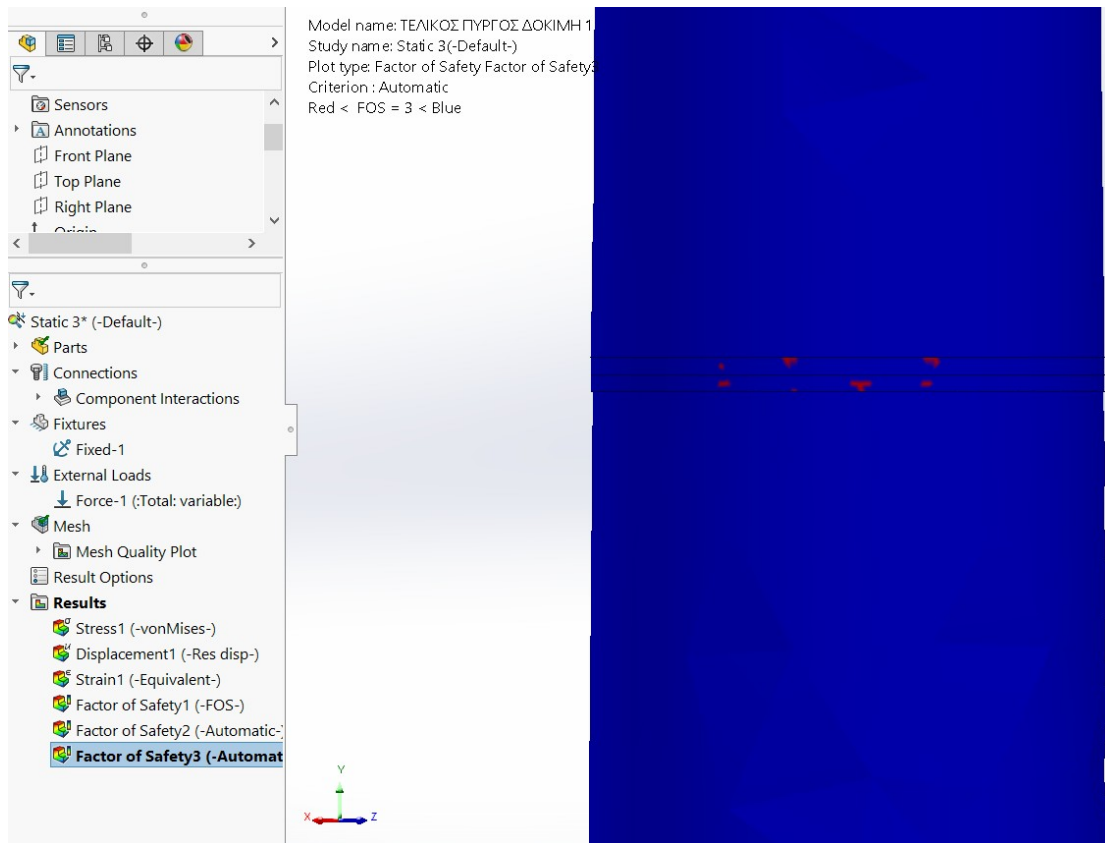 Model name: ΤΕΛΙΚΟΣ ΠΥΡΓΟΣ ΔΟΚΙΜΗ 1
Study name: Static 3(-Default-)
Plot type: Factor of Safety Factor of Safety3
Criterion : Automatic
Red < FOS = 3 < Blue
Sensors
A Annotations
Front Plane
Top Plane
Right Plane
Origin
Static 3* (-Default-)
Parts
Connections
Component Interactions
Fixtures
Fixed-1
External Loads
Force-1 (:Total: variable:)
Mesh
Mesh Quality Plot
Result Options
Results
Stress1 (-vonMises-)
Displacement1 (-Res disp-)
Strain1 (-Equivalent-)
Factor of Safety1 (-FOS-)
Factor of Safety2 (-Automatic-)
Factor of Safety3 (-Automat
Y
X Z